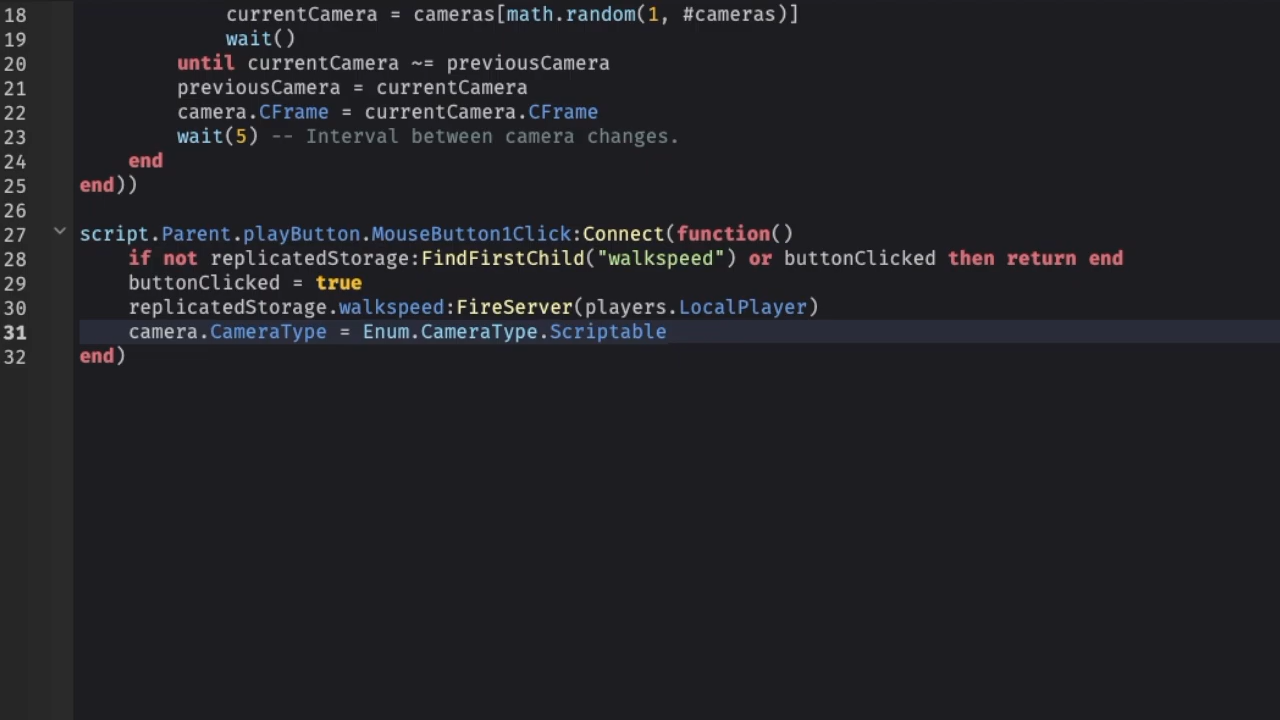 18 currentCamera = cameras[math.random(1, #cameras)]
19 wait()
20 until currentCamera ~= previousCamera
21 previousCamera = currentCamera
22 camera.CFrame = currentCamera.CFrame
23 wait(5) -- Interval between camera changes.
24 end
25 end))
26
27 script.Parent.playButton.MouseButton1Click:Connect(function()
28 if not replicatedStorage:FindFirstChild("walkspeed") or buttonClicked then return end
29 buttonClicked = true
30 replicatedStorage.walkspeed:FireServer(players.LocalPlayer)
31 camera.CameraType = Enum.CameraType.Scriptable
32 end)